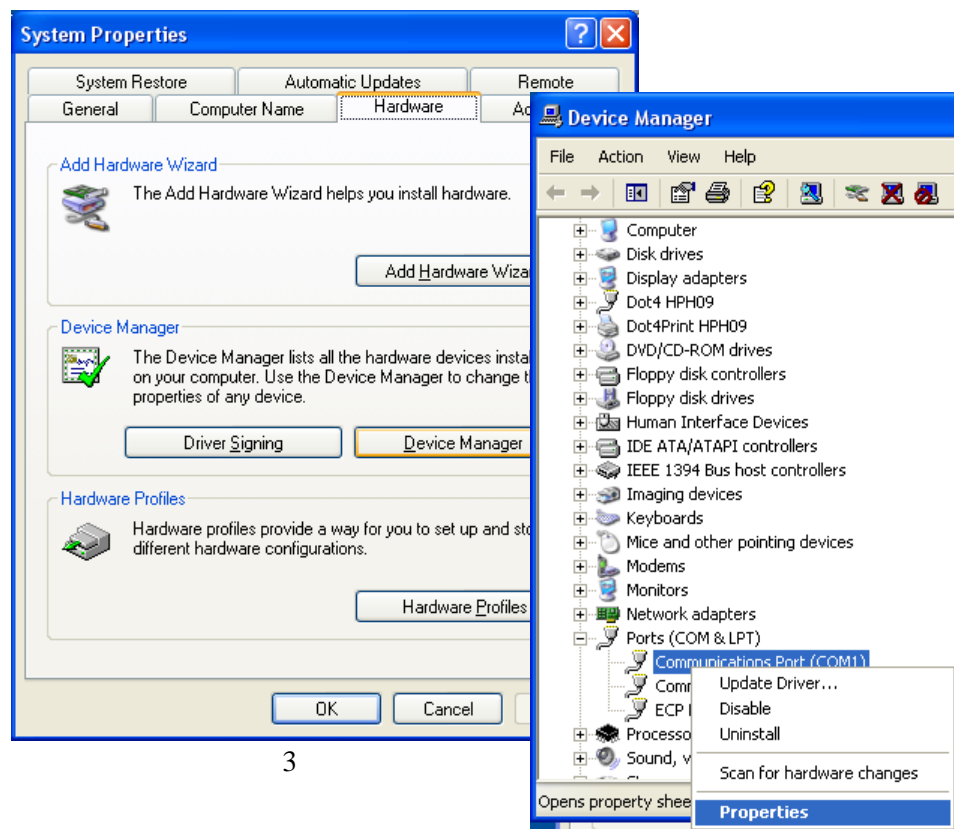 System Properties
System Restore
Automatic Updates
Remote
General
Computer Name
Hardware
Add Hardware Wizard
The Add Hardware Wizard helps you install hardware.
Add Hardware Wiza
Device Manager
The Device Manager lists all the hardware devices insta
on your computer. Use the Device Manager to change t
properties of any device.
Driver Signing
Device Manager
Hardware Profiles
Hardware profiles provide a way for you to set up and sto
different hardware configurations.
Hardware Profiles
OK
Cancel
3
Device Manager
File Action View Help
Computer
Disk drives
Display adapters
Dot4 HPH09
Dot4Print HPH09
DVD/CD-ROM drives
Floppy disk controllers
Floppy disk drives
Human Interface Devices
IDE ATA/ATAPI controllers
IEEE 1394 Bus host controllers
Imaging devices
Keyboards
Mice and other pointing devices
Modems
Monitors
Network adapters
Ports (COM & LPT)
Communications Port (COM1)
Comm
ECP
Processo
Sound, v
Opens property shee
Update Driver...
Disable
Uninstall
Scan for hardware changes
Properties